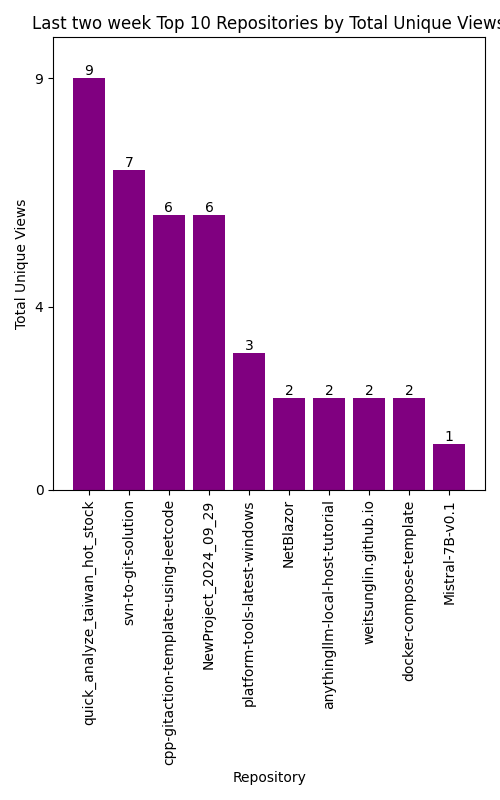 Last two week Top 10 Repositories by Total Unique Views
9
7
6
6
3
2
2
2
2
1
9
4
0
Total Unique Views
quick_analyze_taiwan_hot_stock
svn-to-git-solution
cpp-gitaction-template-using-leetcode
NewProject_2024_09_29
platform-tools-latest-windows
NetBlazor
anythingllm-local-host-tutorial
weitsunglin.github.io
docker-compose-template
Mistral-7B-v0.1
Repository